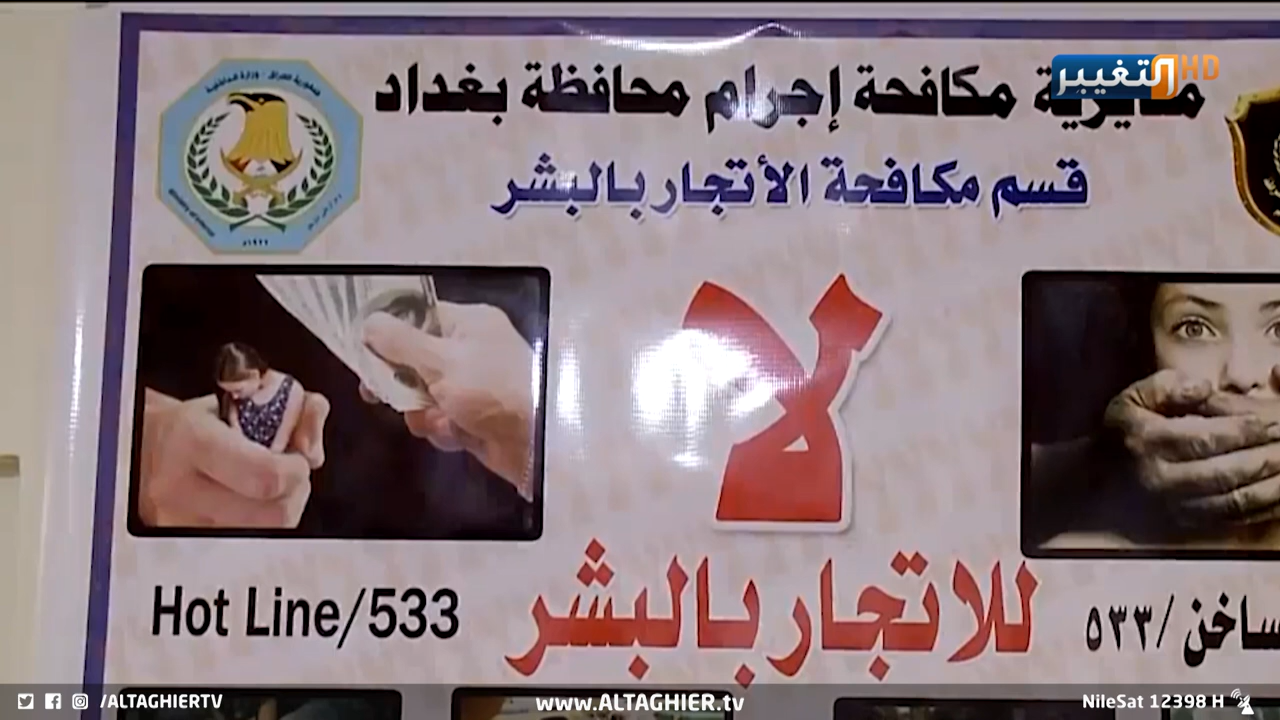 التغيير HD
مديرية مكافحة إجرام محافظة بغداد
قسم مكافحة الأتجار بالبشر
لا
للاتجار بالبشر
Hot Line/533
ساخن /٥٣٣
/ALTAGHIERTV
www.ALTAGHIER.tv
NileSat 12398 H